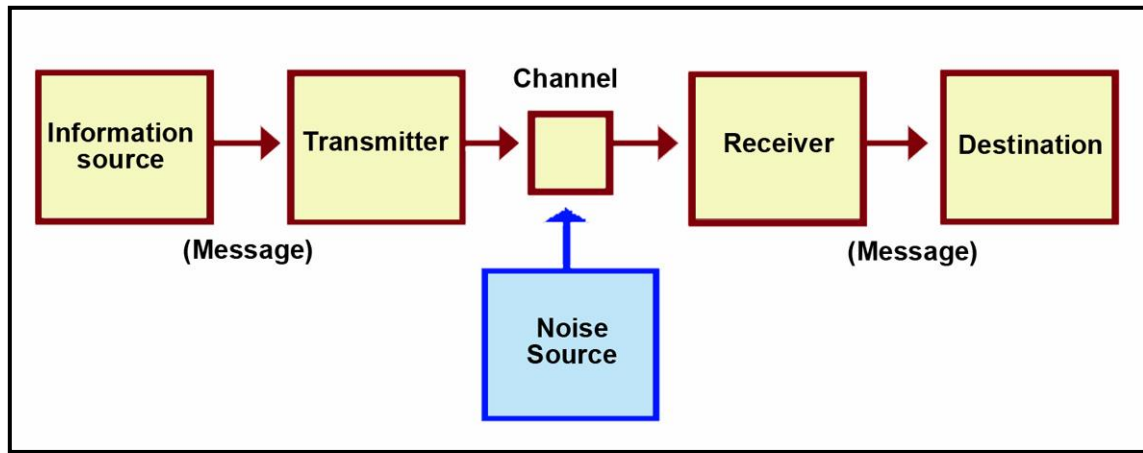 Channel
Information
source
Transmitter
Receiver
Destination
(Message)
(Message)
Noise
Source